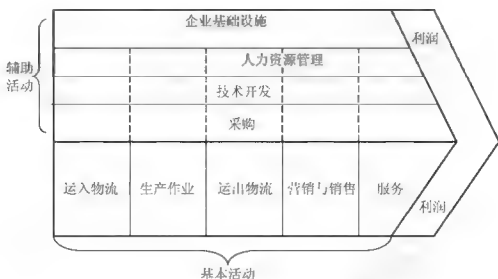 企业基础设施
利润
人力资源管理
辅助
活动
技术开发
采购
运入物流 生产作业 运出物流 营销与销售 服务
利润
基本活动